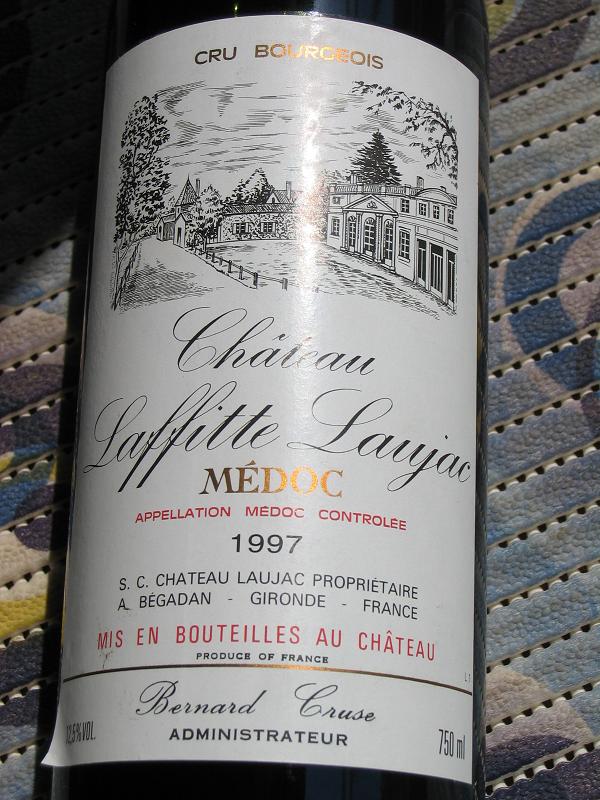 CRU BOURGEOIS
Château
Laffitte Laujac
MÉDOC
APPELLATION MÉDOC CONTROLÉE
1997
S. C. CHATEAU LAUJAC PROPRIÉTAIRE
A. BÉGADAN - GIRONDE - FRANCE
MIS EN BOUTEILLES AU CHÂTEAU
PRODUCE OF FRANCE
Bernard Cruse
ADMINISTRATEUR
12,5% VOL.
750 ml